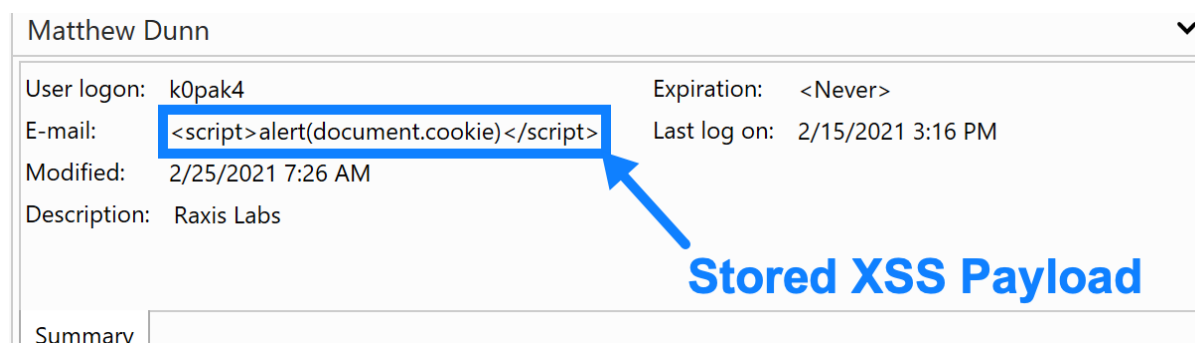 Matthew Dunn
User logon: k0pak4 Expiration: <Never>
E-mail: <script>alert(document.cookie)</script> Last log on: 2/15/2021 3:16 PM
Modified: 2/25/2021 7:26 AM
Description: Raxis Labs
Stored XSS Payload
Summary